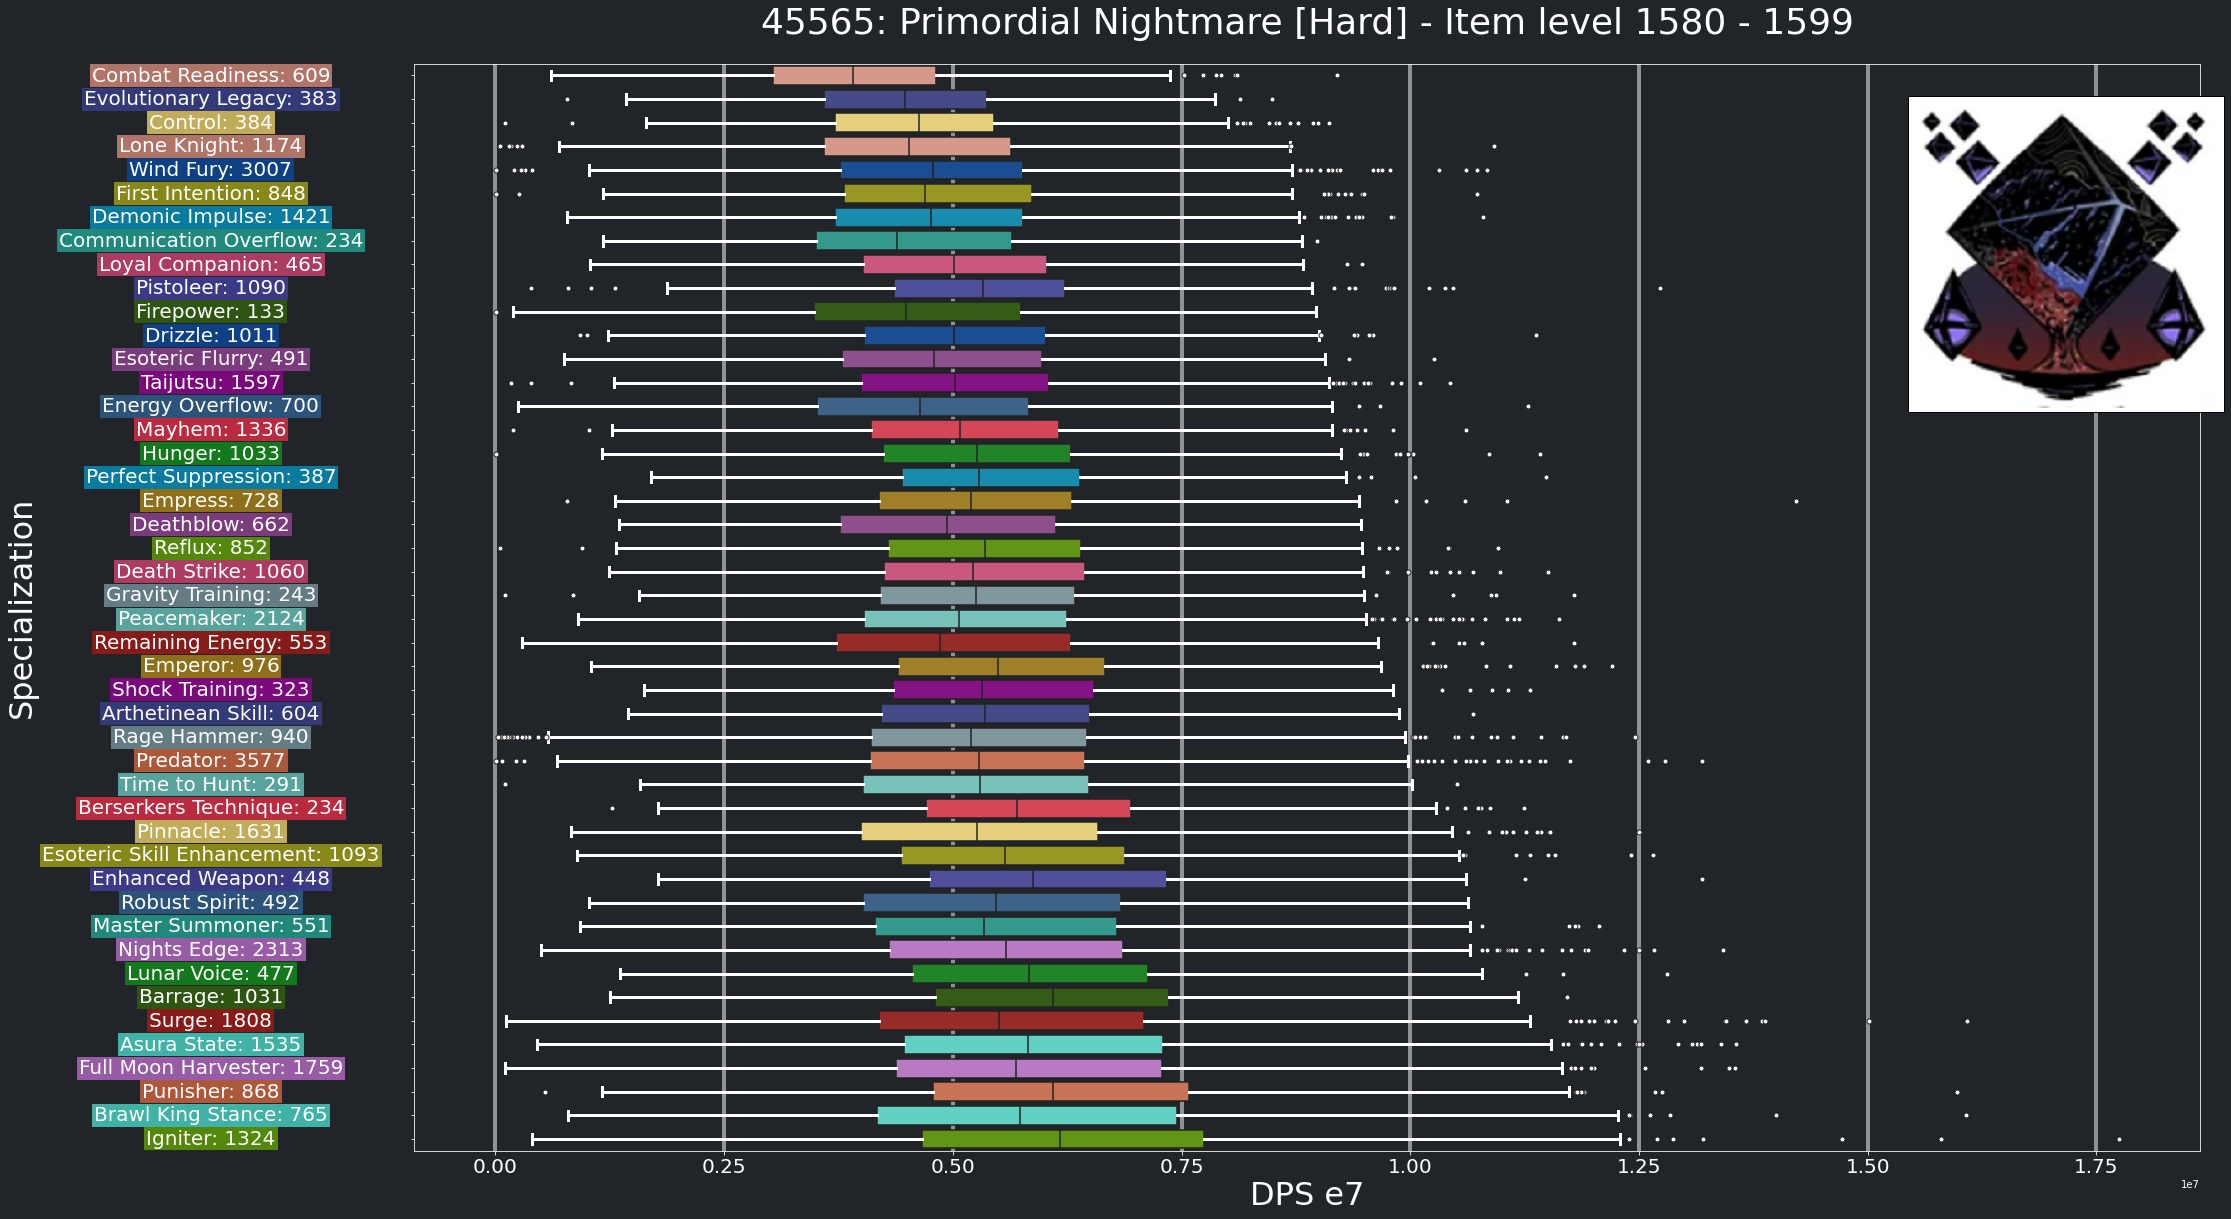 45565: Primordial Nightmare [Hard] - Item level 1580 - 1599
Combat Readiness: 609
Evolutionary Legacy: 383
Control: 384
Lone Knight: 1174
Wind Fury: 3007
First Intention: 848
Demonic Impulse: 1421
Communication Overflow: 234
Loyal Companion: 465
Pistoleer: 1090
Firepower: 133
Drizzle: 1011
Esoteric Flurry: 491
Taijutsu: 1597
Energy Overflow: 700
Mayhem: 1336
Hunger: 1033
Perfect Suppression: 387
Empress: 728
Deathblow: 662
Reflux: 852
Death Strike: 1060
Gravity Training: 243
Peacemaker: 2124
Remaining Energy: 553
Emperor: 976
Shock Training: 323
Arthetinean Skill: 604
Rage Hammer: 940
Predator: 3577
Time to Hunt: 291
Berserkers Technique: 234
Pinnacle: 1631
Esoteric Skill Enhancement: 1093
Enhanced Weapon: 448
Robust Spirit: 492
Master Summoner: 551
Nights Edge: 2313
Lunar Voice: 477
Barrage: 1031
Surge: 1808
Asura State: 1535
Full Moon Harvester: 1759
Punisher: 868
Brawl King Stance: 765
Igniter: 1324
Specialization
0.00 0.25 0.50 0.75 1.00 1.25 1.50 1.75
DPS e7
1e7